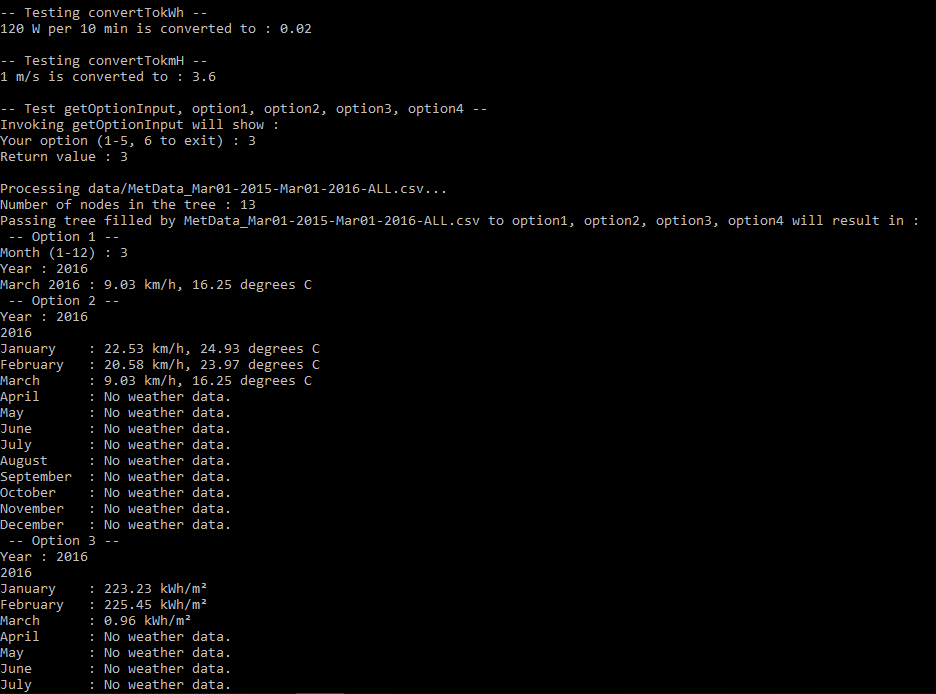 -- Testing convertTokWh --
120 W per 10 min is converted to : 0.02

-- Testing convertTokmH --
1 m/s is converted to : 3.6

-- Test getOptionInput, option1, option2, option3, option4 --
Invoking getOptionInput will show :
Your option (1-5, 6 to exit) : 3
Return value : 3

Processing data/MetData_Mar01-2015-Mar01-2016-ALL.csv...
Number of nodes in the tree : 13
Passing tree filled by MetData_Mar01-2015-Mar01-2016-ALL.csv to option1, option2, option3, option4 will result in :
 -- Option 1 --
Month (1-12) : 3
Year : 2016
March 2016 : 9.03 km/h, 16.25 degrees C
 -- Option 2 --
Year : 2016
2016
January    : 22.53 km/h, 24.93 degrees C
February   : 20.58 km/h, 23.97 degrees C
March      : 9.03 km/h, 16.25 degrees C
April      : No weather data.
May        : No weather data.
June       : No weather data.
July       : No weather data.
August     : No weather data.
September  : No weather data.
October    : No weather data.
November   : No weather data.
December   : No weather data.
 -- Option 3 --
Year : 2016
2016
January    : 223.23 kWh/m²
February   : 225.45 kWh/m²
March      : 0.96 kWh/m²
April      : No weather data.
May        : No weather data.
June       : No weather data.
July       : No weather data.